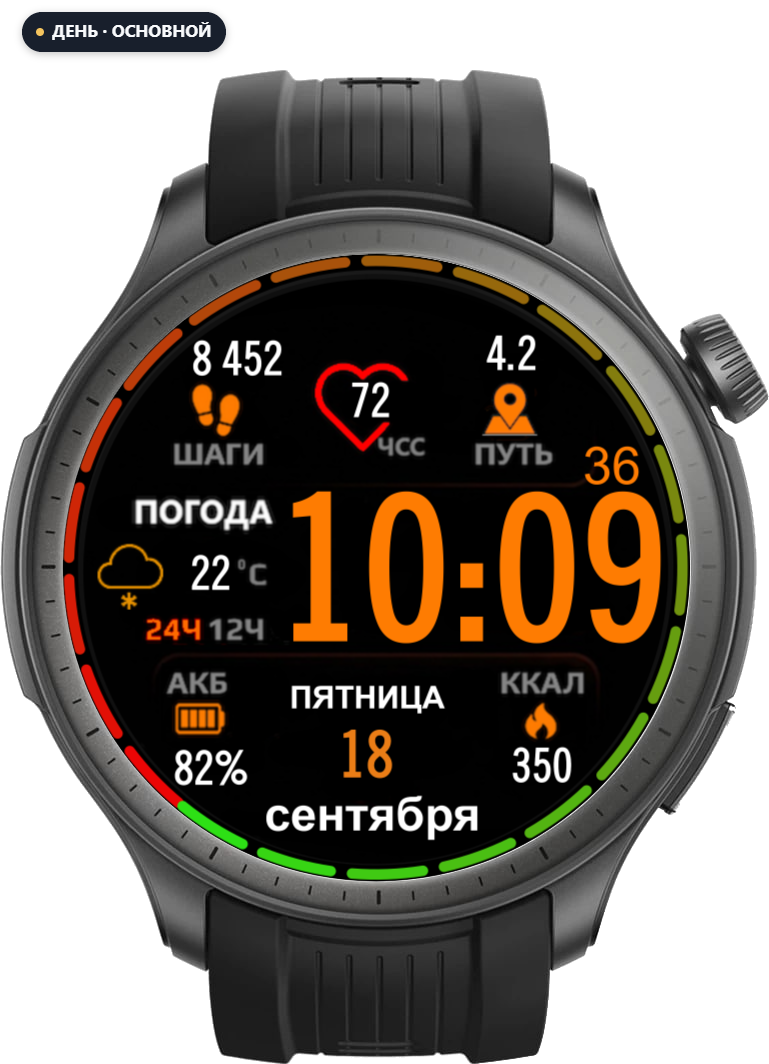 ДЕНЬ · ОСНОВНОЙ
8 452
72
4.2
ШАГИ
ЧСС
ПУТЬ
36
ПОГОДА
10:09
22 °C
24Ч 12Ч
АКБ
ПЯТНИЦА
ККАЛ
18
82%
350
сентября